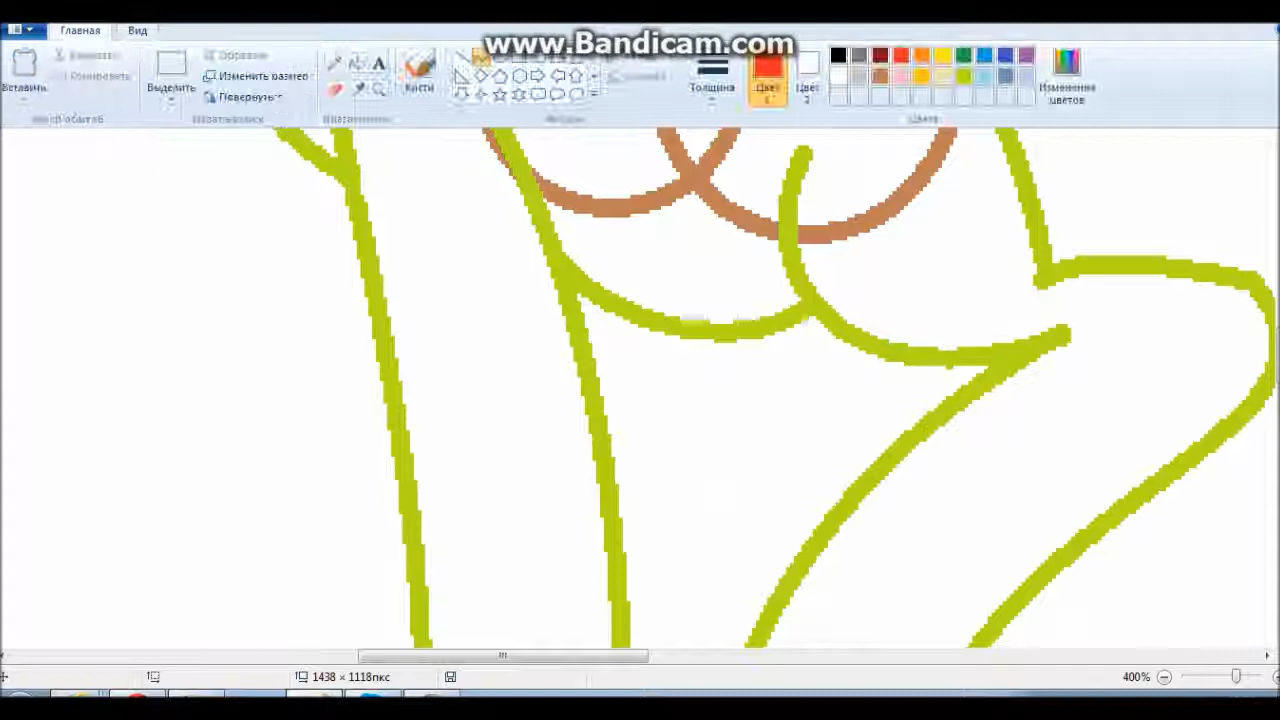 Главная Вид
www.Bandicam.com
Вставить
Выделить
Изменить размер
Повернуть
A
Кисти
Толщина
Цвет 1
Цвет 2
Изменение цветов
Цвета
1438 × 1118пкс
400%